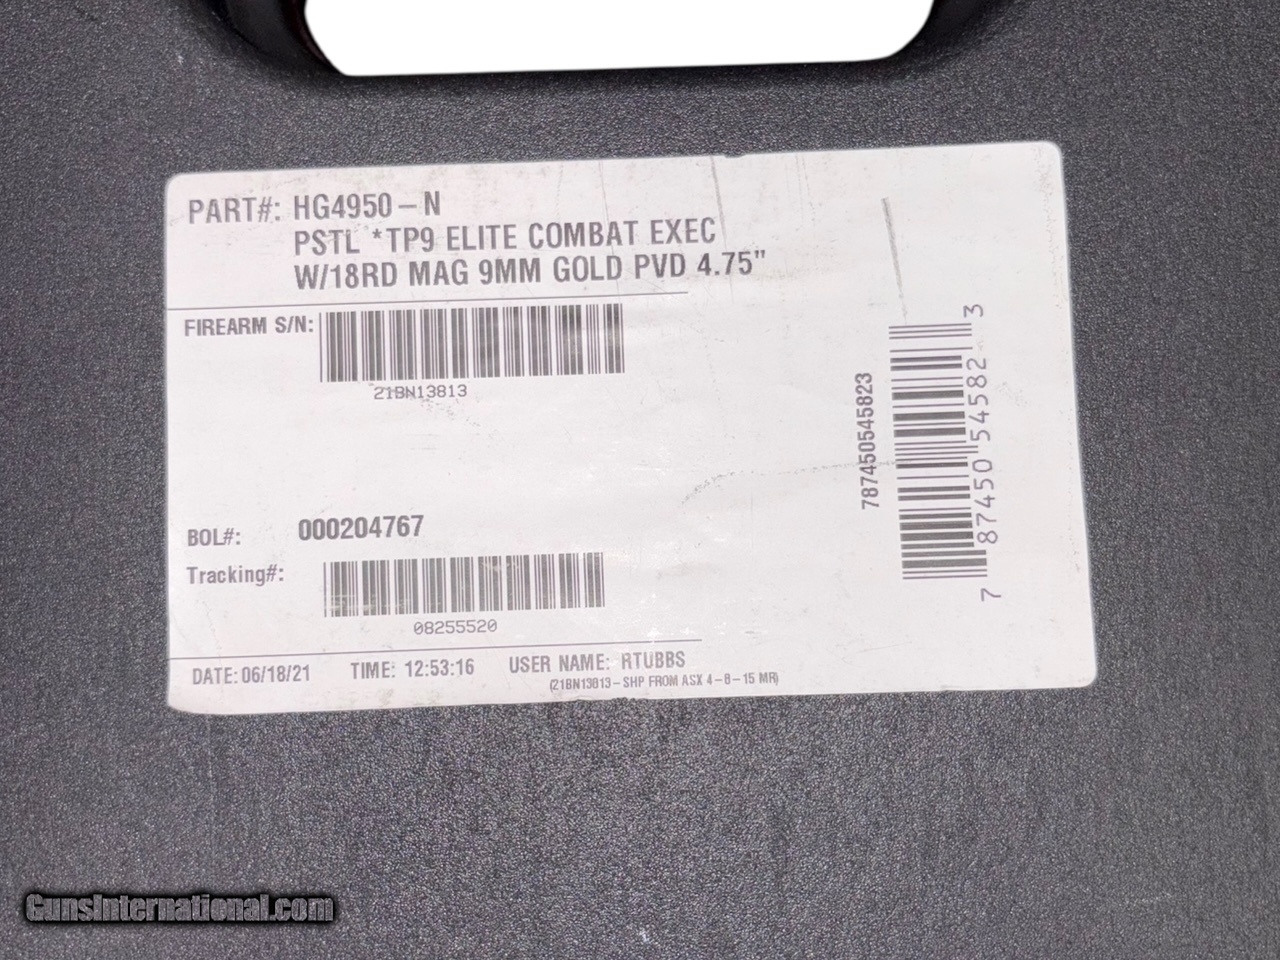 PART#: HG4950-N
PSTL *TP9 ELITE COMBAT EXEC
W/18RD MAG 9MM GOLD PVD 4.75"
FIREARM S/N:
21BN13813
787450545823
7 87450 54582 3
BOL#: 000204767
Tracking#:
08255520
DATE: 06/18/21 TIME: 12:53:16 USER NAME: RTUBBS
(21BN13813-SHP FROM ASX 4-8-15 MR)
GunsInternational.com